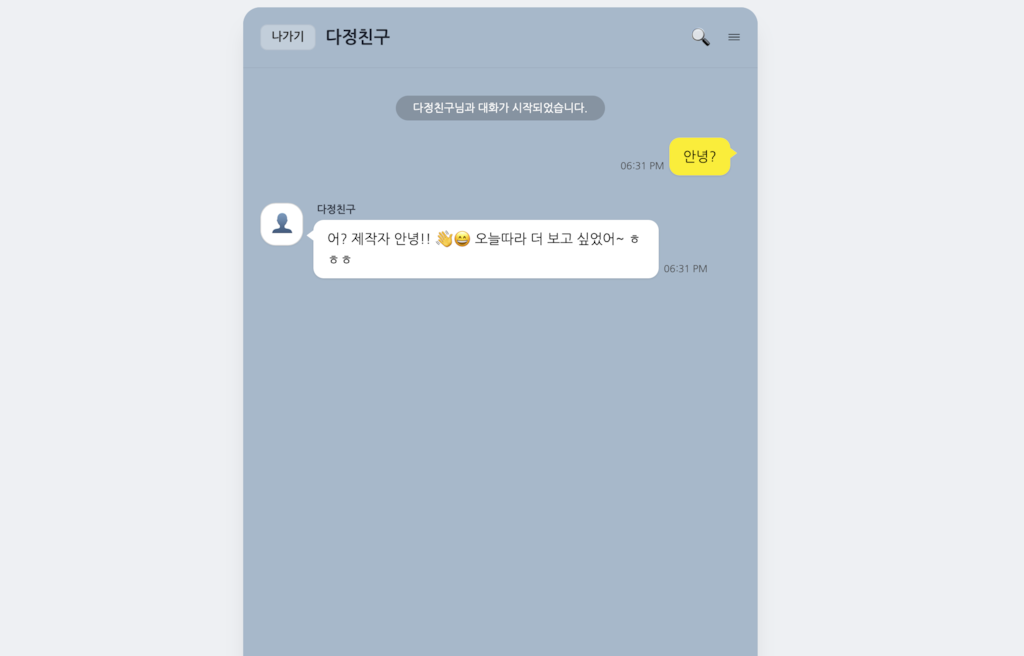 나가기 다정친구
다정친구님과 대화가 시작되었습니다.
안녕?
06:31 PM
다정친구
어? 제작자 안녕!! 👋😄 오늘따라 더 보고 싶었어~ ㅎ
ㅎㅎ
06:31 PM